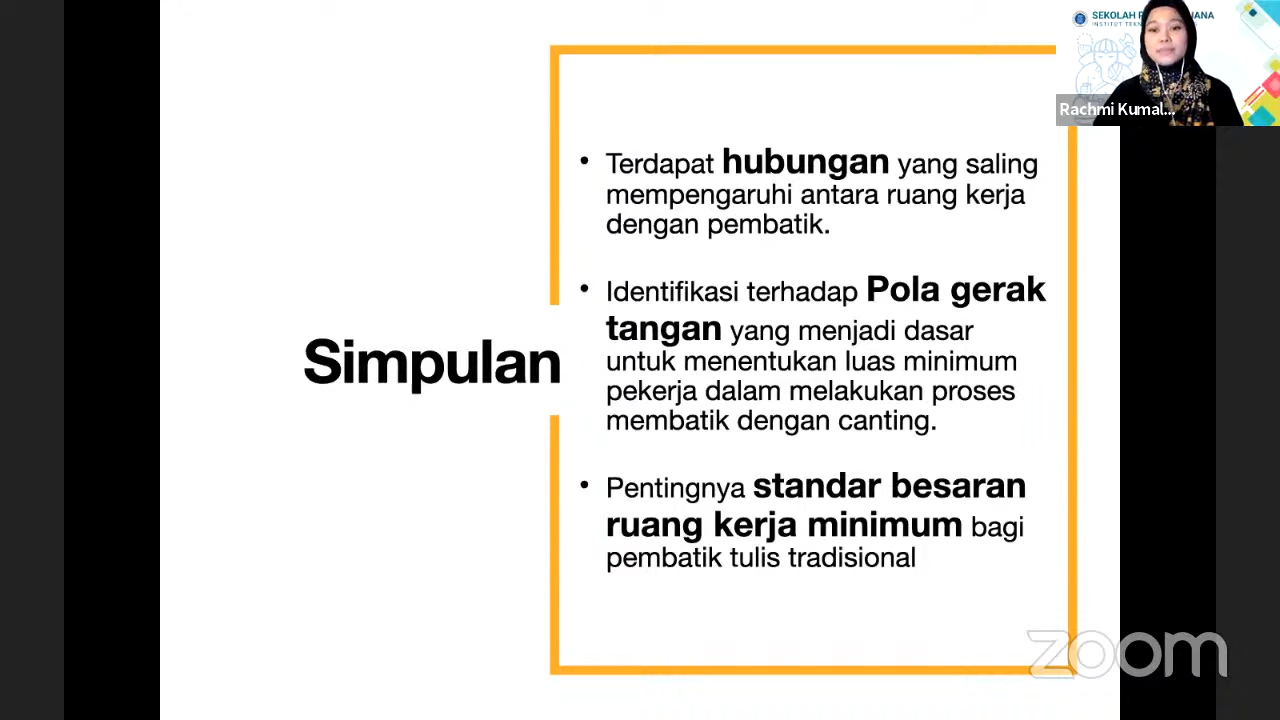 SEKOLAH
Rachmi Kumal...
Simpulan
• Terdapat hubungan yang saling
mempengaruhi antara ruang kerja
dengan pembatik.
• Identifikasi terhadap Pola gerak
tangan yang menjadi dasar
untuk menentukan luas minimum
pekerja dalam melakukan proses
membatik dengan canting.
• Pentingnya standar besaran
ruang kerja minimum bagi
pembatik tulis tradisional
zoom